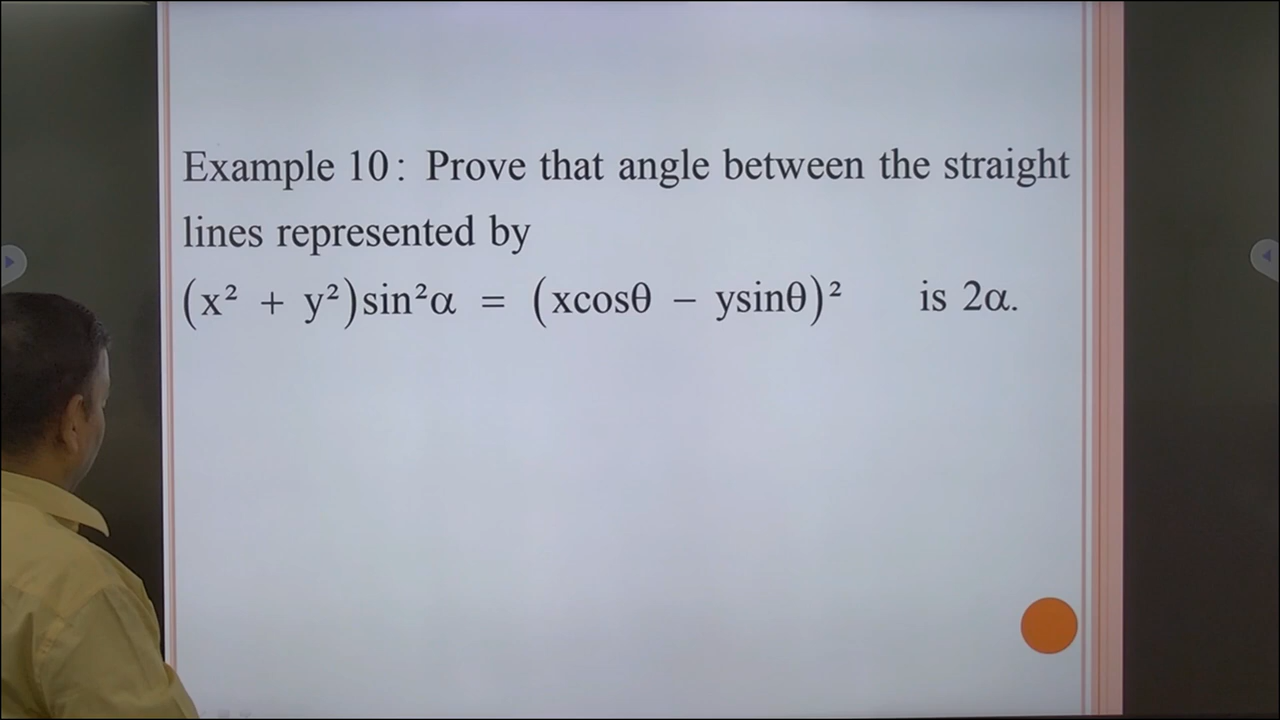 Example 10 : Prove that angle between the straight
lines represented by
(x² + y²)sin²α = (xcosθ − ysinθ)² is 2α.